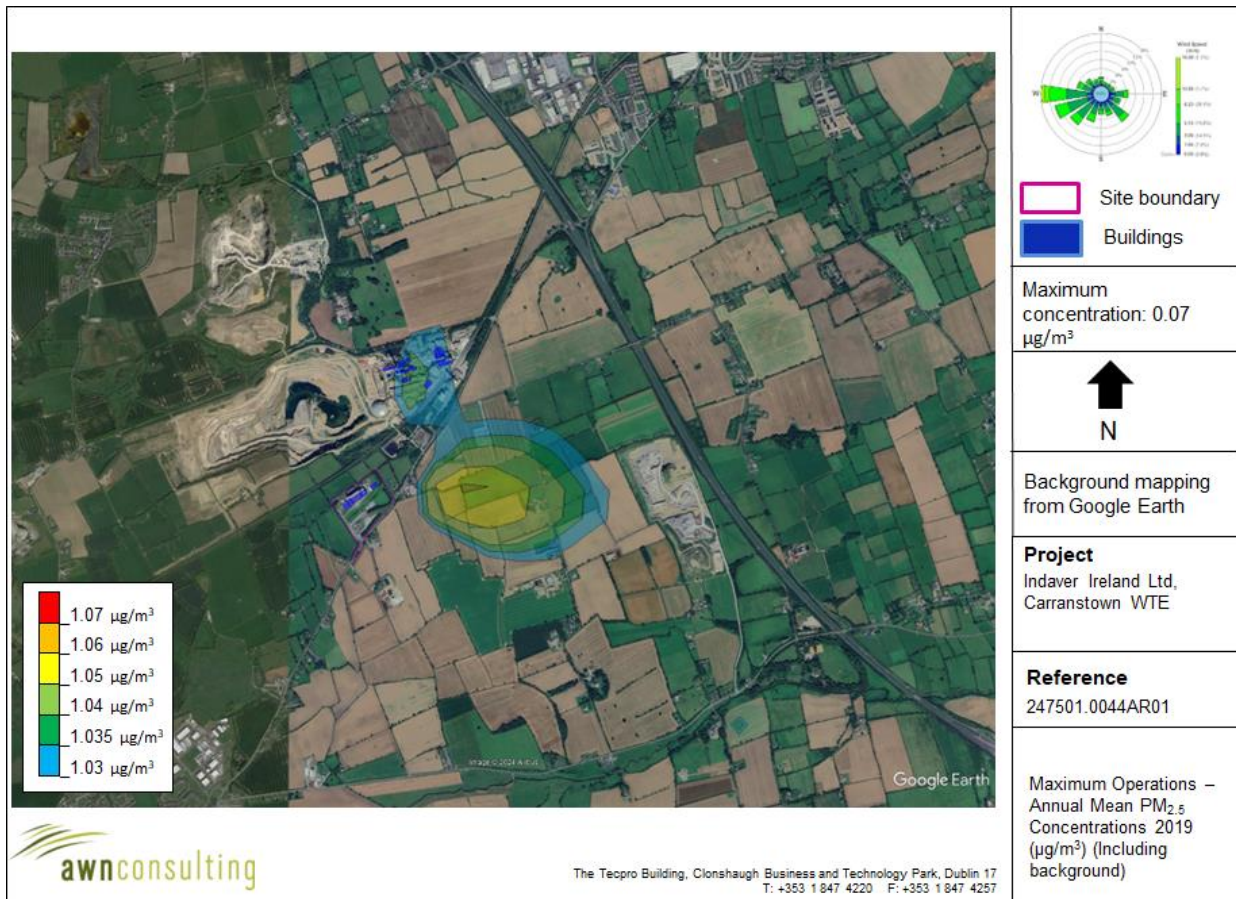 N
W
E
S
Site boundary
Buildings
Maximum
concentration: 0.07
µg/m³
N
Background mapping
from Google Earth
Project
Indaver Ireland Ltd,
Carranstown WTE
Reference
247501.0044AR01
Maximum Operations –
Annual Mean PM2.5
Concentrations 2019
(µg/m³) (Including
background)
1.07 µg/m³
1.06 µg/m³
1.05 µg/m³
1.04 µg/m³
1.035 µg/m³
1.03 µg/m³
Google Earth
awnconsulting
The Tecpro Building, Clonshaugh Business and Technology Park, Dublin 17
T: +353 1 847 4220 F: +353 1 847 4257